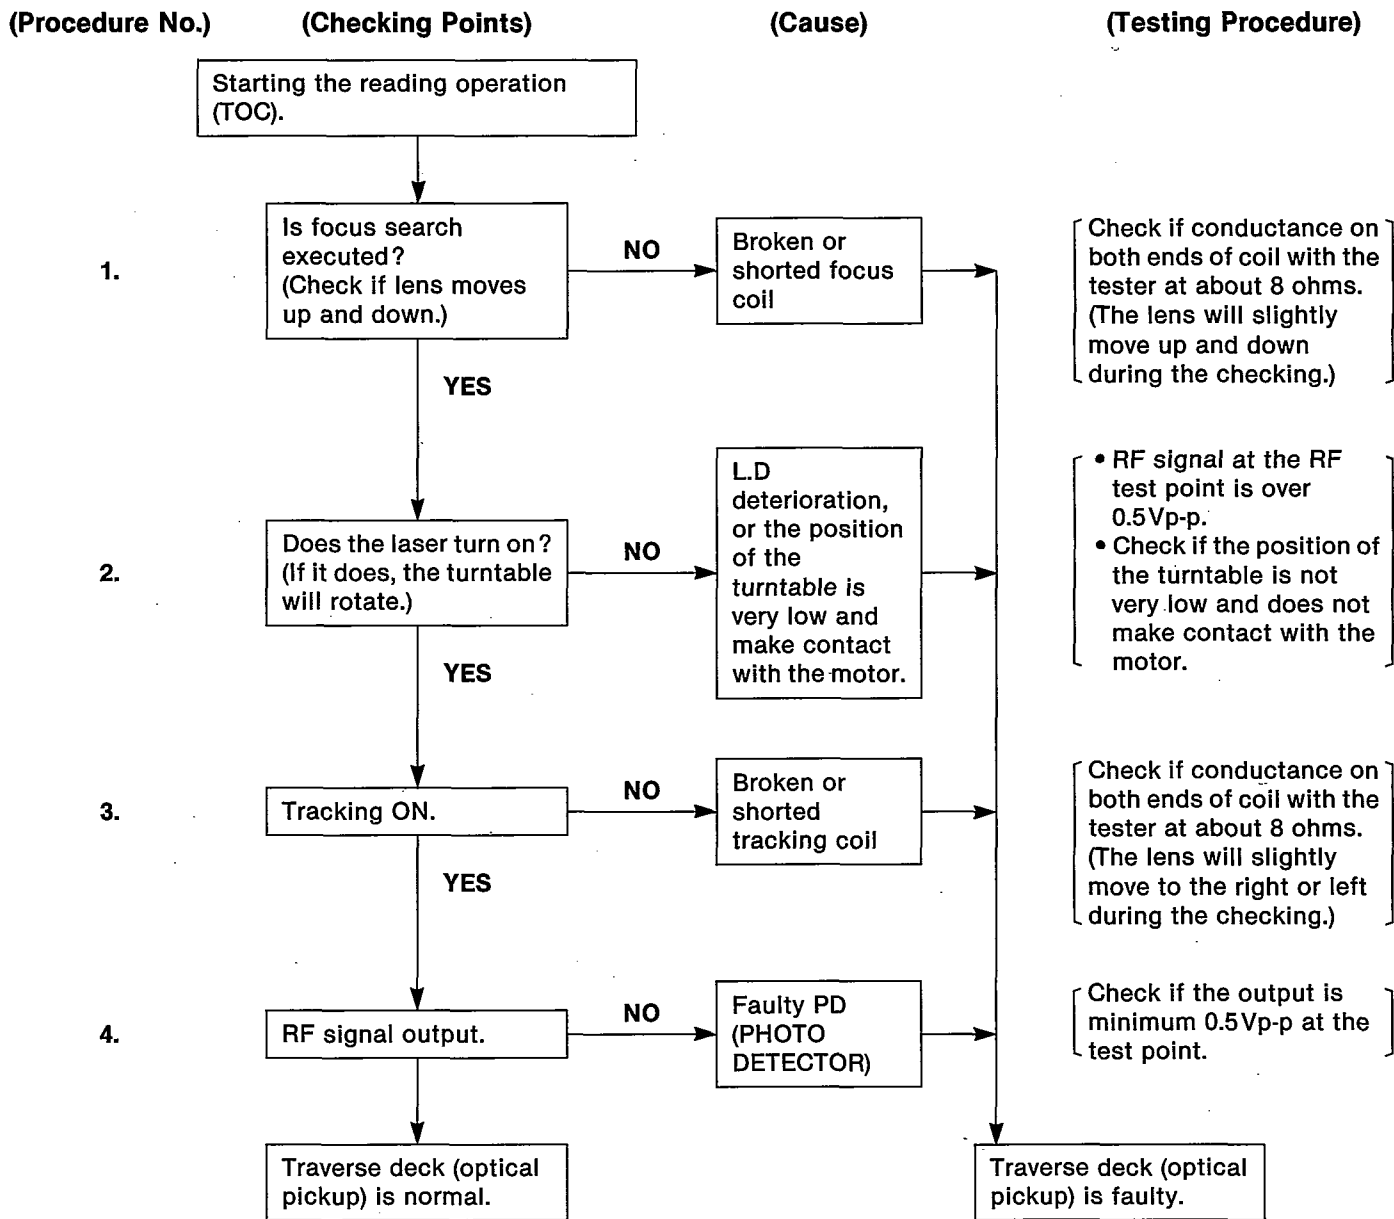 (Procedure No.) (Checking Points) (Cause) (Testing Procedure)
Starting the reading operation
(TOC).
1.
Is focus search
executed?
(Check if lens moves
up and down.)
NO
Broken or
shorted focus
coil
Check if conductance on
both ends of coil with the
tester at about 8 ohms.
(The lens will slightly
move up and down
during the checking.)
YES
2.
Does the laser turn on?
(If it does, the turntable
will rotate.)
NO
L.D
deterioration,
or the position
of the
turntable is
very low and
make contact
with the motor.
• RF signal at the RF
test point is over
0.5Vp-p.
• Check if the position of
the turntable is not
very low and does not
make contact with the
motor.
YES
3.
Tracking ON.
NO
Broken or
shorted
tracking coil
Check if conductance on
both ends of coil with the
tester at about 8 ohms.
(The lens will slightly
move to the right or left
during the checking.)
YES
4.
RF signal output.
NO
Faulty PD
(PHOTO
DETECTOR)
Check if the output is
minimum 0.5Vp-p at the
test point.
Traverse deck (optical
pickup) is normal.
Traverse deck (optical
pickup) is faulty.